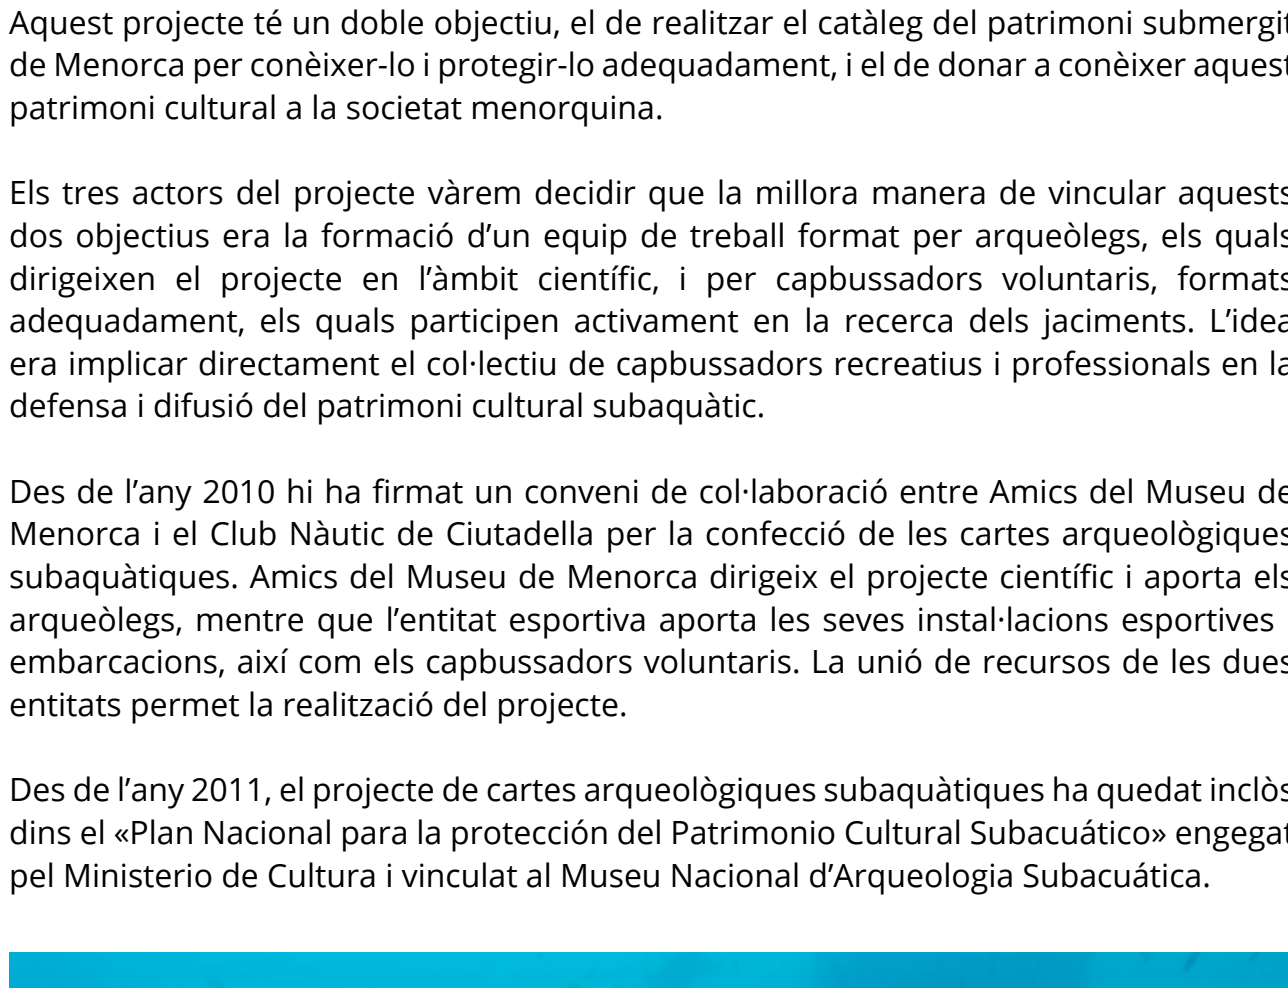 Aquest projecte té un doble objectiu, el de realitzar el catàleg del patrimoni submergit
de Menorca per conèixer-lo i protegir-lo adequadament, i el de donar a conèixer aquest
patrimoni cultural a la societat menorquina.
Els tres actors del projecte vàrem decidir que la millora manera de vincular aquests
dos objectius era la formació d’un equip de treball format per arqueòlegs, els quals
dirigeixen el projecte en l’àmbit científic, i per capbussadors voluntaris, formats
adequadament, els quals participen activament en la recerca dels jaciments. L’idea
era implicar directament el col·lectiu de capbussadors recreatius i professionals en la
defensa i difusió del patrimoni cultural subaquàtic.
Des de l’any 2010 hi ha firmat un conveni de col·laboració entre Amics del Museu de
Menorca i el Club Nàutic de Ciutadella per la confecció de les cartes arqueològiques
subaquàtiques. Amics del Museu de Menorca dirigeix el projecte científic i aporta els
arqueòlegs, mentre que l’entitat esportiva aporta les seves instal·lacions esportives
embarcacions, així com els capbussadors voluntaris. La unió de recursos de les dues
entitats permet la realització del projecte.
Des de l’any 2011, el projecte de cartes arqueològiques subaquàtiques ha quedat inclòs
dins el «Plan Nacional para la protección del Patrimonio Cultural Subacuático» engegat
pel Ministerio de Cultura i vinculat al Museu Nacional d’Arqueologia Subacuática.